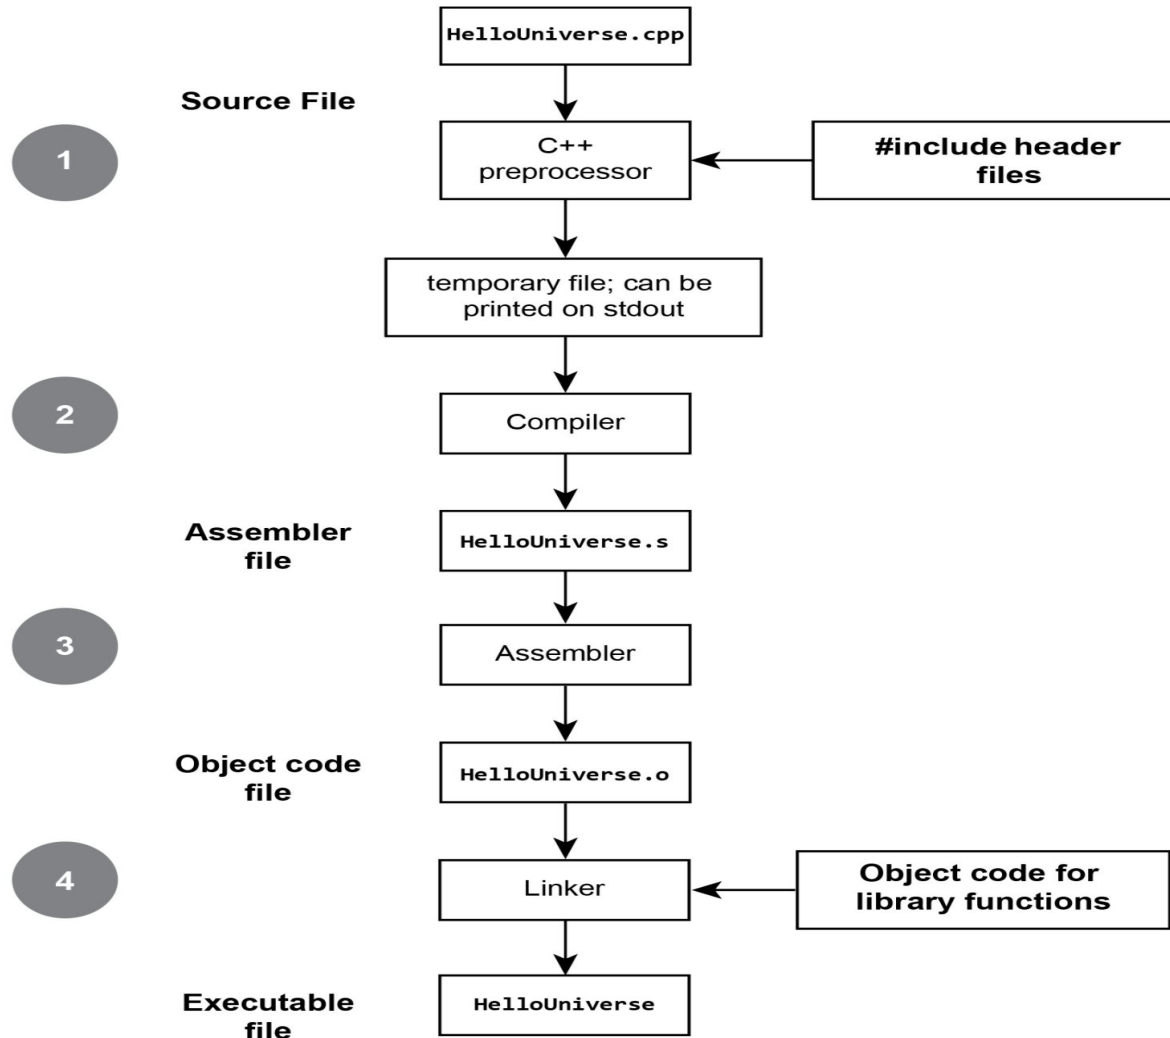 HelloUniverse.cpp
Source File
1
C++
preprocessor
#include header
files
temporary file; can be
printed on stdout
2
Compiler
Assembler
file
HelloUniverse.s
3
Assembler
Object code
file
HelloUniverse.o
4
Linker
Object code for
library functions
Executable
file
HelloUniverse